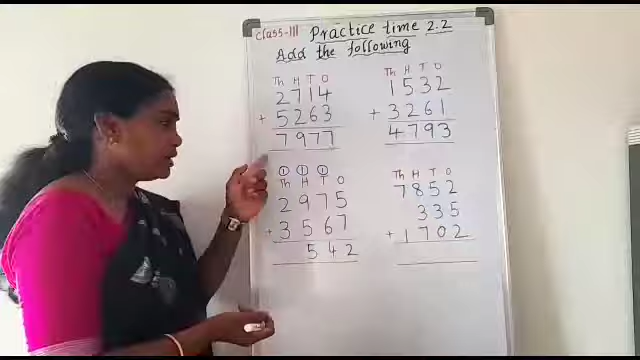 Class-III Practice time 2.2
Add the following
Th H T O
2 7 1 4
+ 5 2 6 3
7 9 7 7
Th H T O
1 5 3 2
+ 3 2 6 1
4 7 9 3
1 1 1
Th H T O
2 9 7 5
+ 3 5 6 7
5 4 2
Th H T O
7 8 5 2
3 3 5
+ 1 7 0 2